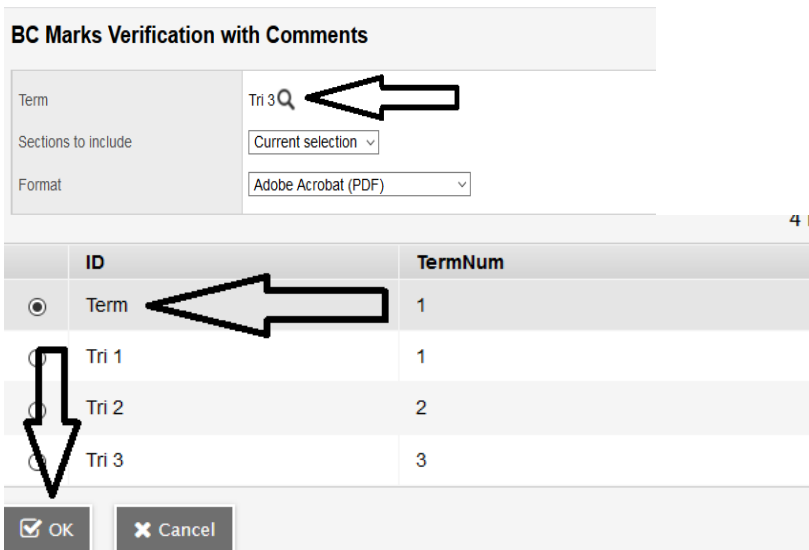 BC Marks Verification with Comments
Term Tri 3
Sections to include Current selection
Format Adobe Acrobat (PDF)
4
ID TermNum
Term 1
Tri 1 1
Tri 2 2
Tri 3 3
OK Cancel